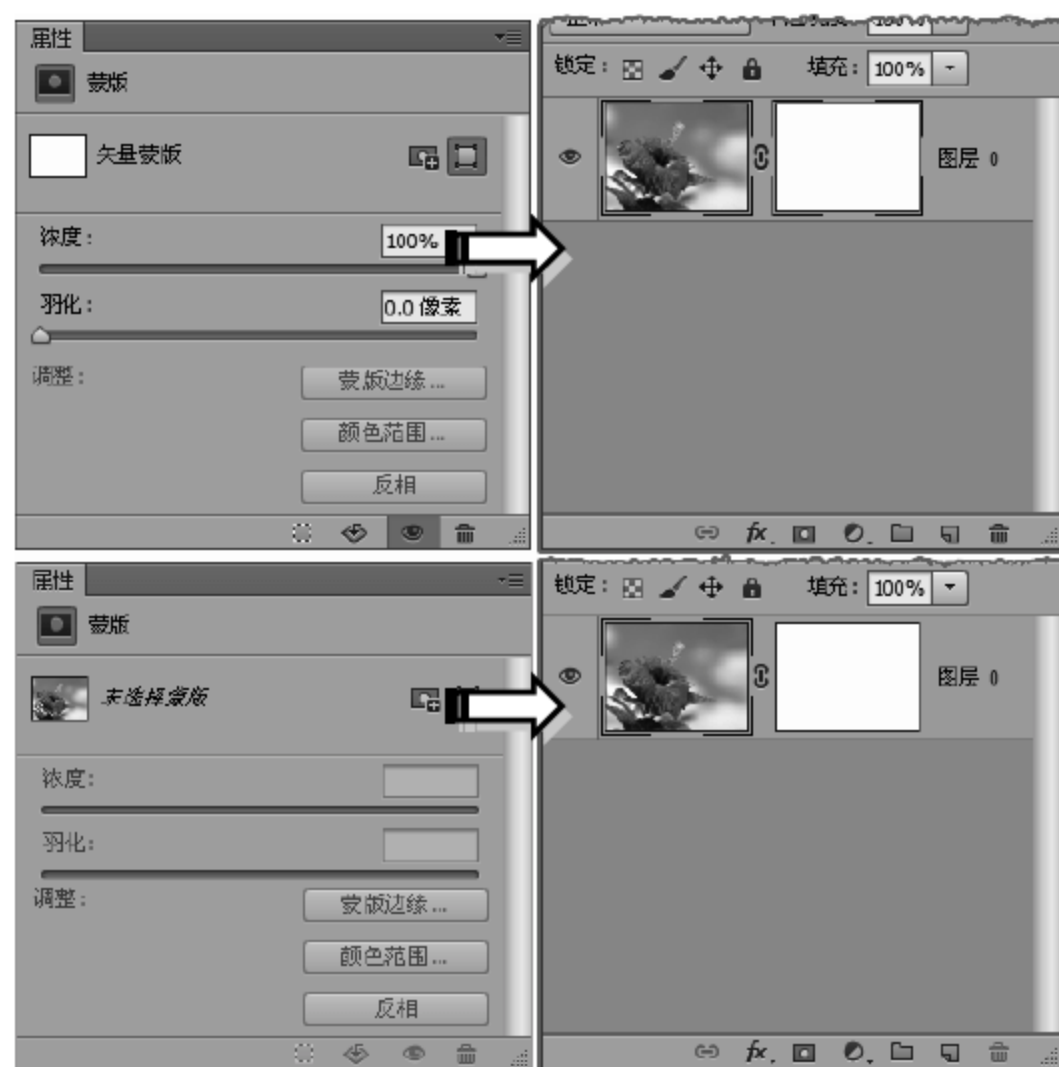 属性
蒙版
矢量蒙版
浓度：
100%
羽化：
0.0 像素
调整：
蒙版边缘...
颜色范围...
反相
锁定：
填充：
100%
图层 0
fx.
属性
蒙版
未选择蒙版
浓度：
羽化：
调整：
蒙版边缘...
颜色范围...
反相
锁定：
填充：
100%
图层 0
fx.